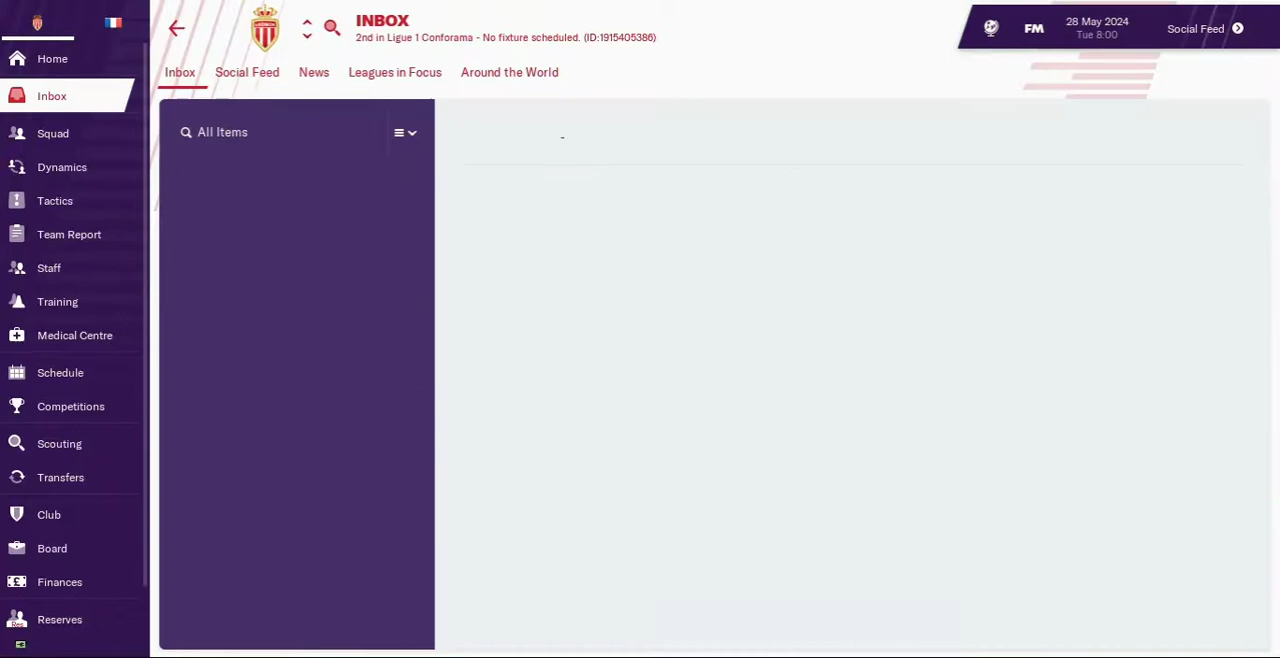 INBOX
2nd in Ligue 1 Conforama - No fixture scheduled. (ID:1915405386)
FM
28 May 2024
Tue 8:00
Social Feed
Home
Inbox
Squad
Dynamics
Tactics
Team Report
Staff
Training
Medical Centre
Schedule
Competitions
Scouting
Transfers
Club
Board
Finances
Reserves
Res
Inbox Social Feed News Leagues in Focus Around the World
All Items
-